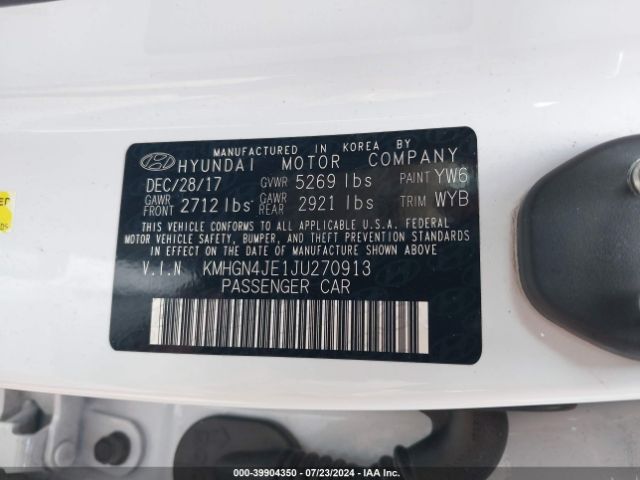 MANUFACTURED IN KOREA BY
HYUNDAI MOTOR COMPANY
DEC/28/17 GVWR 5269 lbs PAINT YW6
GAWR FRONT 2712 lbs GAWR REAR 2921 lbs TRIM WYB
THIS VEHICLE CONFORMS TO ALL APPLICABLE U.S.A. FEDERAL
MOTOR VEHICLE SAFETY, BUMPER, AND THEFT PREVENTION
STANDARDS IN EFFECT ON THE DATE OF MANUFACTURE SHOWN ABOVE.
V.I.N KMHGN4JE1JU270913
PASSENGER CAR
000-39904350 / 07/23/2024 - IAA Inc.